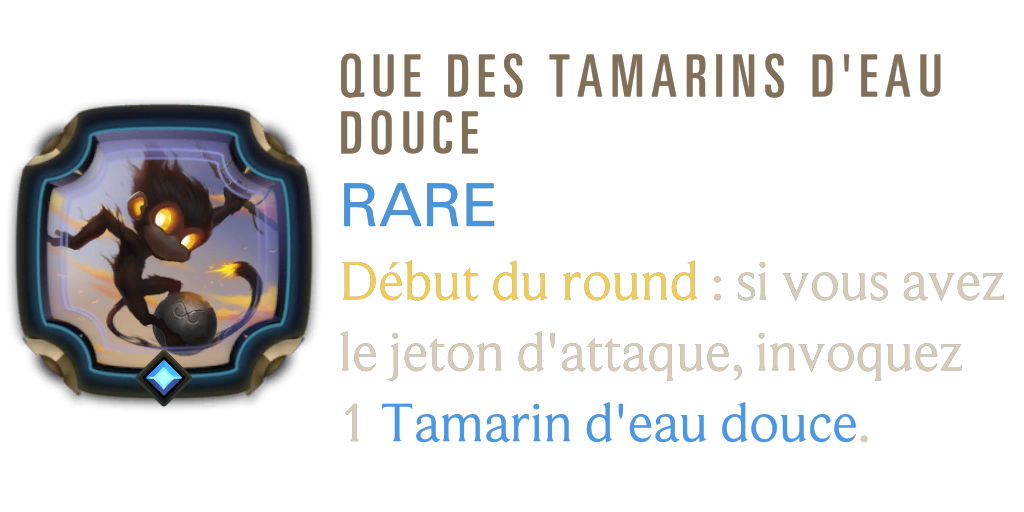 QUE DES TAMARINS D'EAU
DOUCE
RARE
Début du round : si vous avez
le jeton d'attaque, invoquez
1 Tamarin d'eau douce.